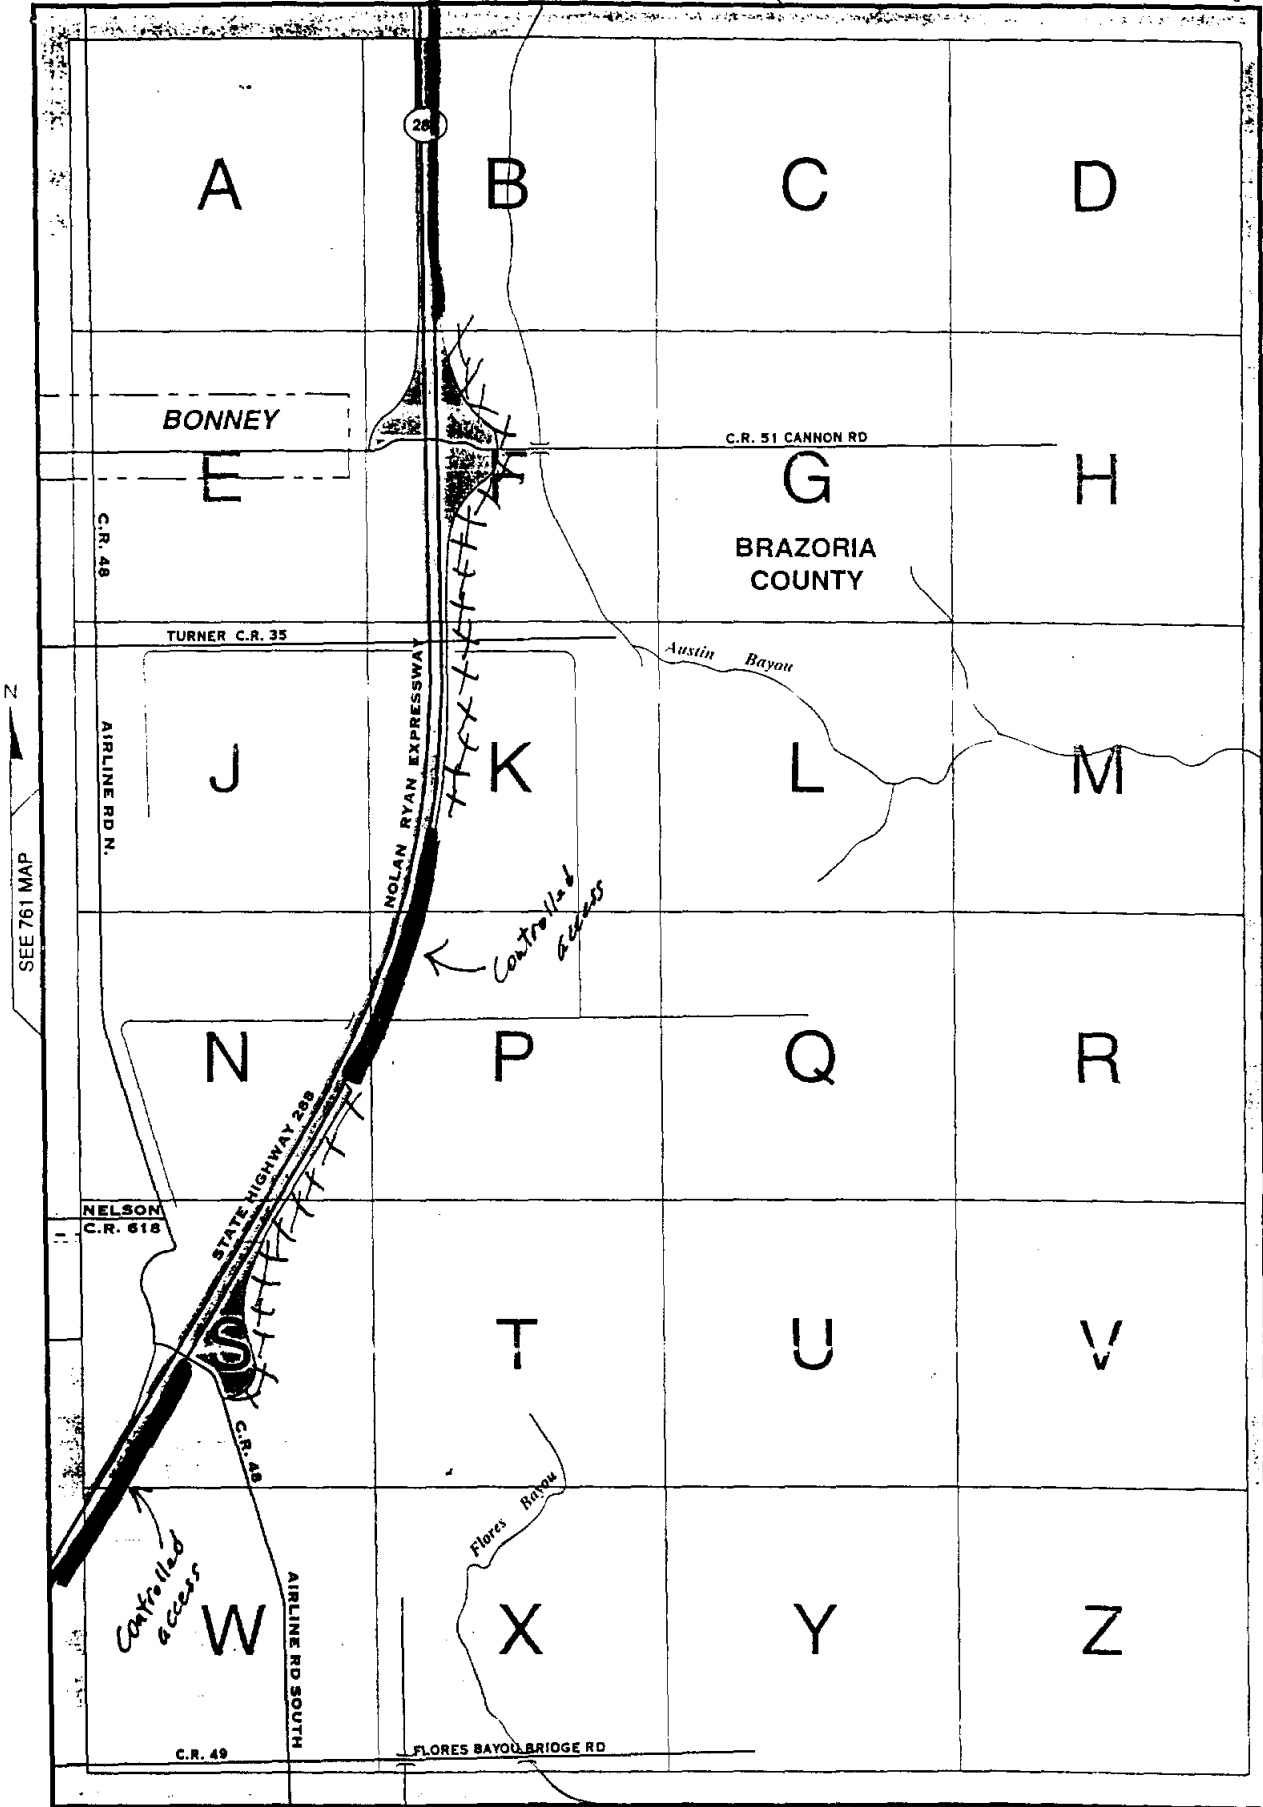 28
A
B
C
D
BONNEY
C.R. 51 CANNON RD
E
F
G
H
C.R. 48
BRAZORIA
COUNTY
TURNER C.R. 35
Austin Bayou
N
NOLAN RYAN EXPRESSWAY
AIRLINE RD N.
J
K
L
M
SEE 761 MAP
Controlled
access
N
P
Q
R
STATE HIGHWAY 288
NELSON
C.R. 618
S
T
U
V
C.R. 48
Flores Bayou
Controlled
access
W
X
Y
Z
AIRLINE RD SOUTH
C.R. 49
FLORES BAYOU BRIDGE RD